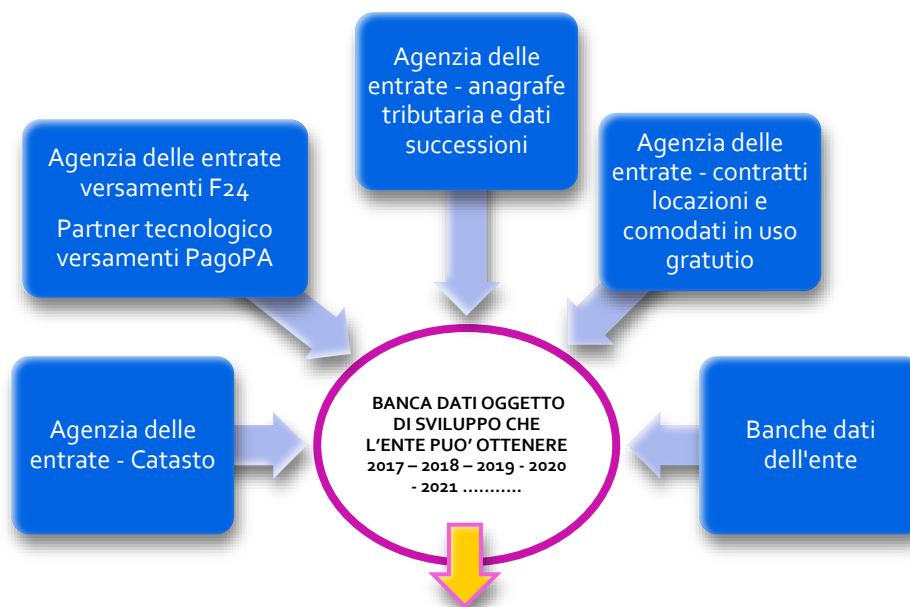 Agenzia delle
entrate - anagrafe
tributaria e dati
successioni
Agenzia delle entrate
versamenti F24
Partner tecnologico
versamenti PagoPA
Agenzia delle
entrate - contratti
locazioni e
comodati in uso
gratutio
Agenzia delle
entrate - Catasto
BANCA DATI OGGETTO
DI SVILUPPO CHE
L'ENTE PUO' OTTENERE
2017 – 2018 – 2019 - 2020
- 2021 ...........
Banche dati
dell'ente